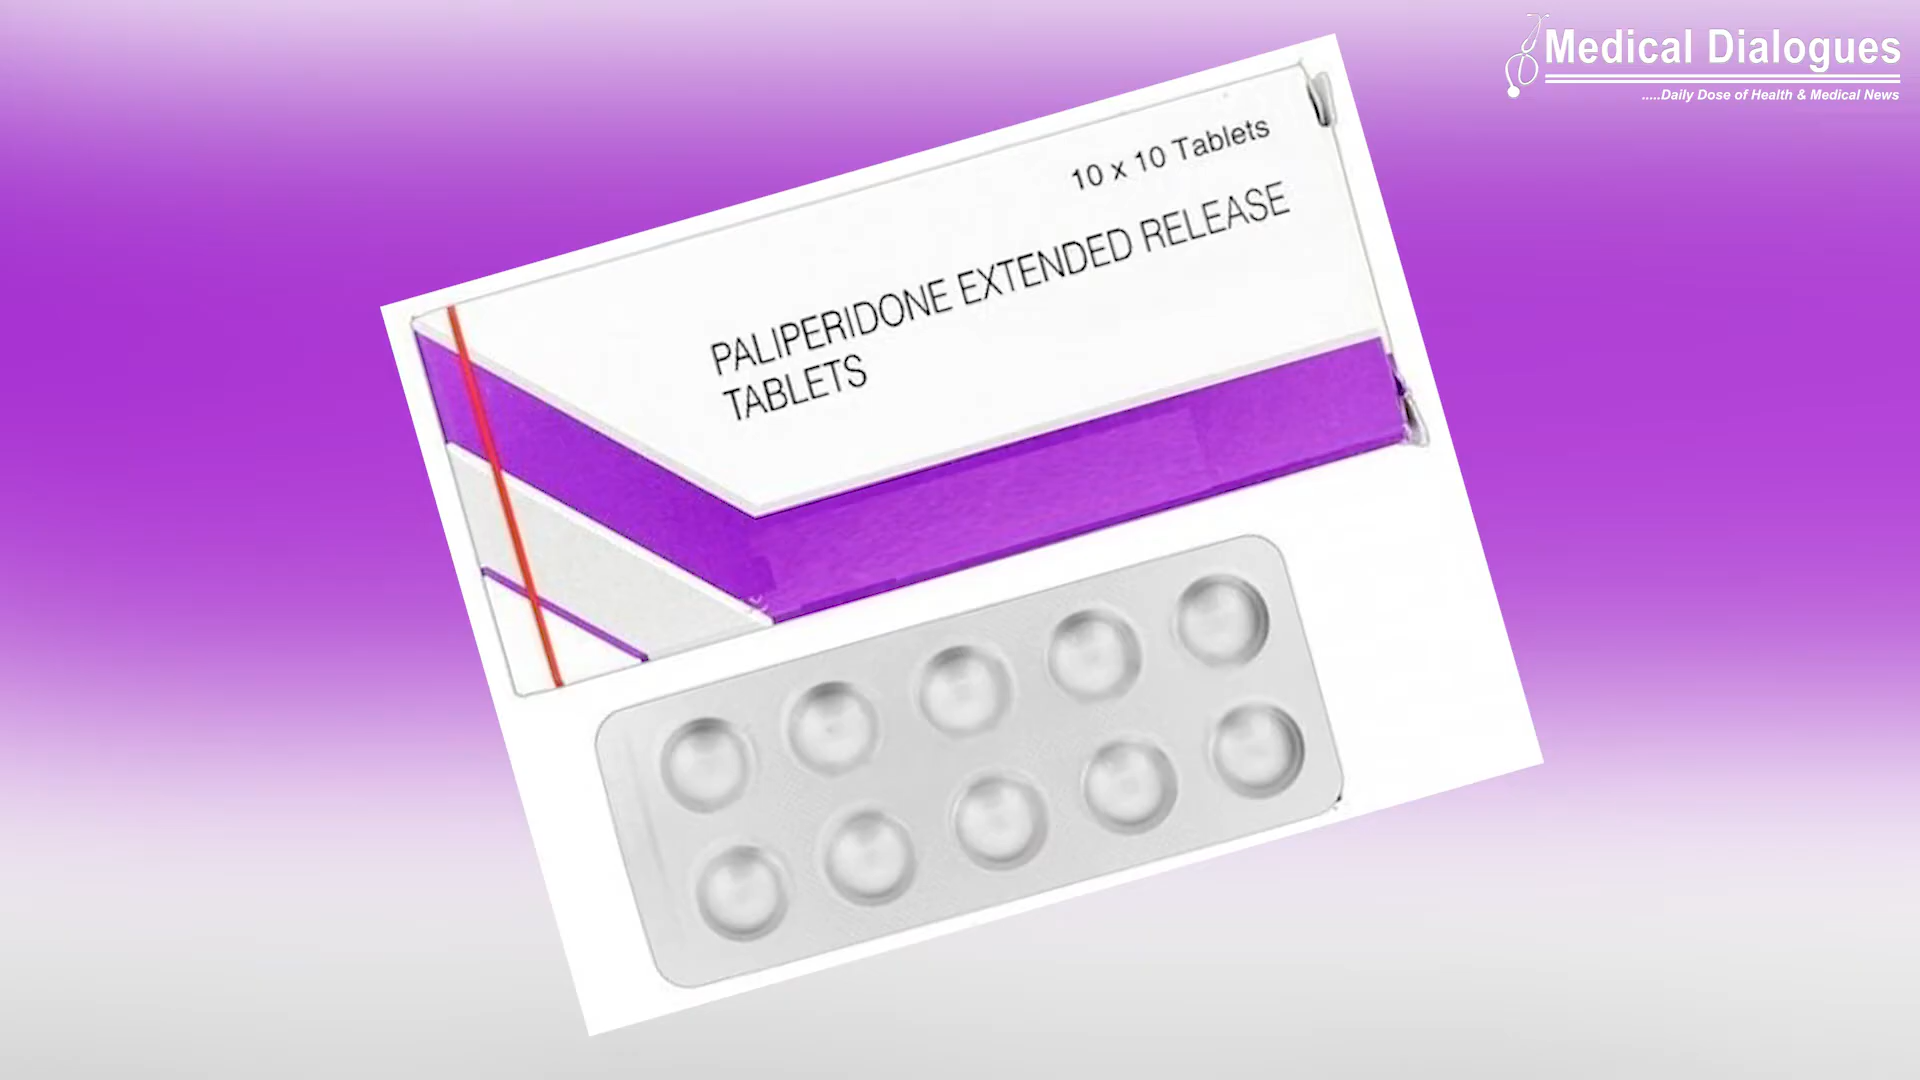 Medical Dialogues
.....Daily Dose of Health & Medical News
10 x 10 Tablets
PALIPERIDONE EXTENDED RELEASE
TABLETS